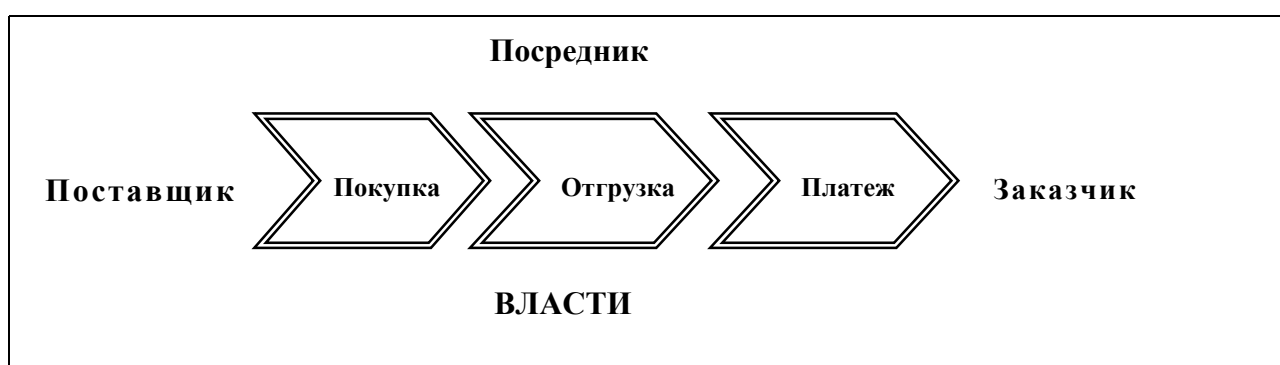 Посредник
Поставщик Покупка Отгрузка Платеж Заказчик
ВЛАСТИ